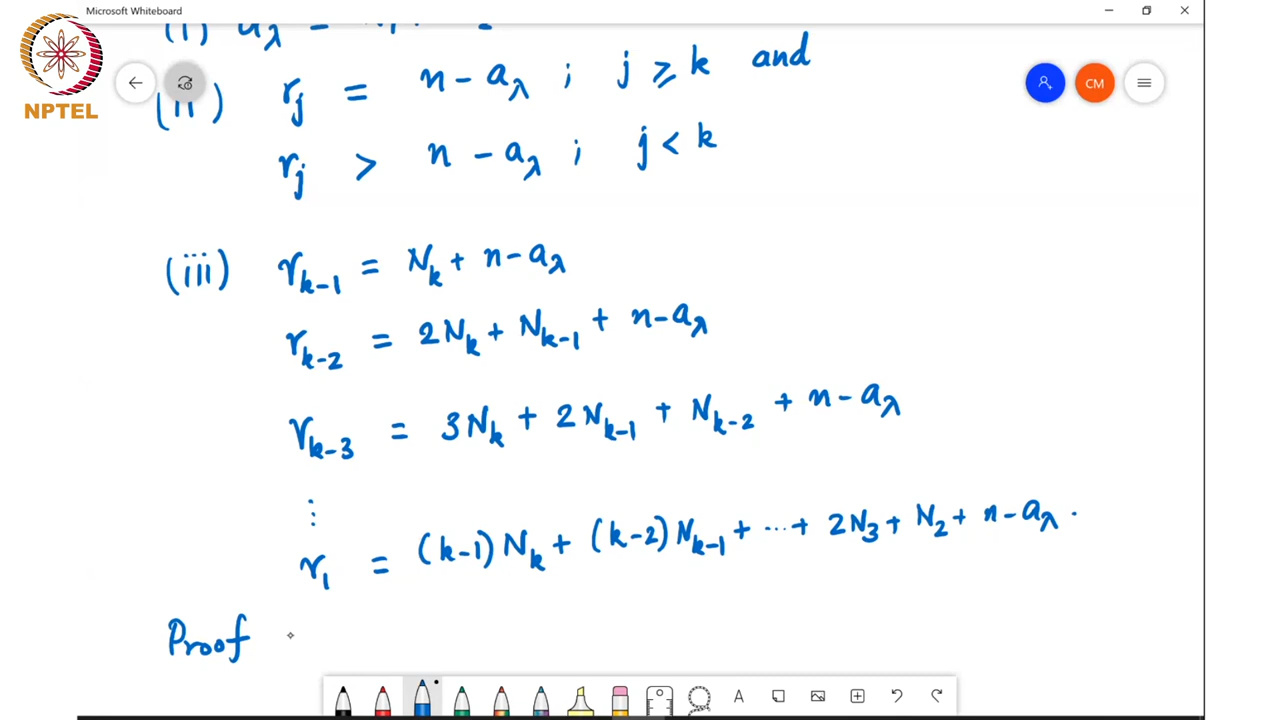 Microsoft Whiteboard
NPTEL
CM
(ii) r_j = n - a_λ ; j ≥ k and
r_j > n - a_λ ; j < k
(iii) r_{k-1} = N_k + n - a_λ
r_{k-2} = 2N_k + N_{k-1} + n - a_λ
r_{k-3} = 3N_k + 2N_{k-1} + N_{k-2} + n - a_λ
⋮
r_1 = (k-1)N_k + (k-2)N_{k-1} + ⋯ + 2N_3 + N_2 + n - a_λ .
Proof
A